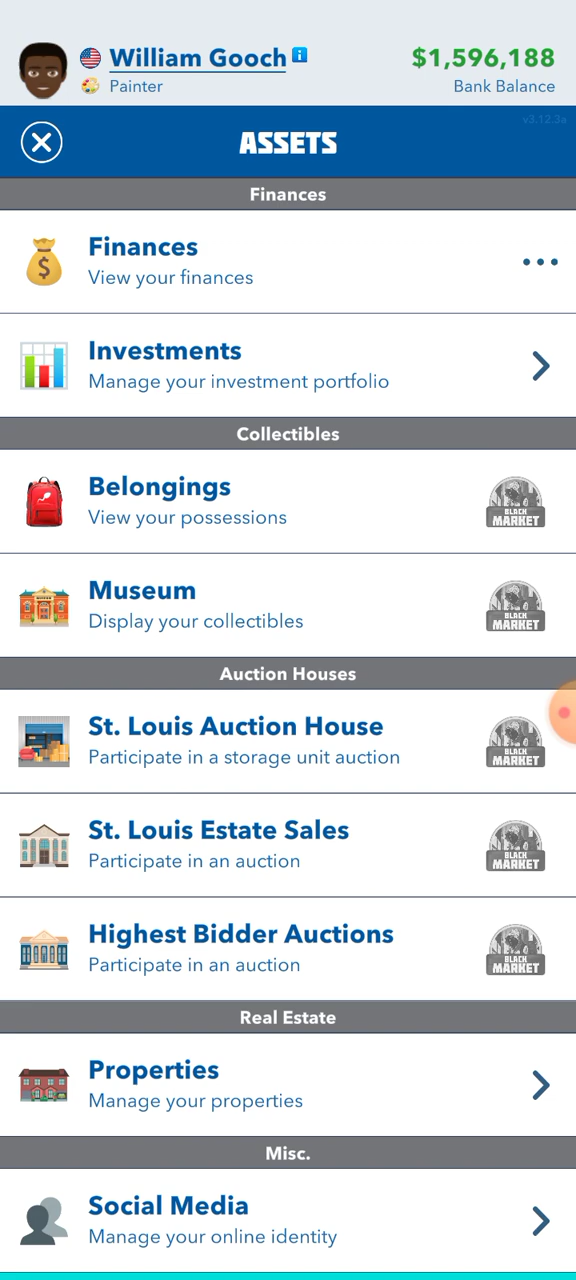 William Gooch
$1,596,188
Painter
Bank Balance
v3.12.3a
ASSETS
Finances
Finances
View your finances
Investments
Manage your investment portfolio
Collectibles
Belongings
View your possessions
BLACK
MARKET
Museum
Display your collectibles
BLACK
MARKET
Auction Houses
St. Louis Auction House
Participate in a storage unit auction
BLACK
MARKET
St. Louis Estate Sales
Participate in an auction
BLACK
MARKET
Highest Bidder Auctions
Participate in an auction
BLACK
MARKET
Real Estate
Properties
Manage your properties
Misc.
Social Media
Manage your online identity